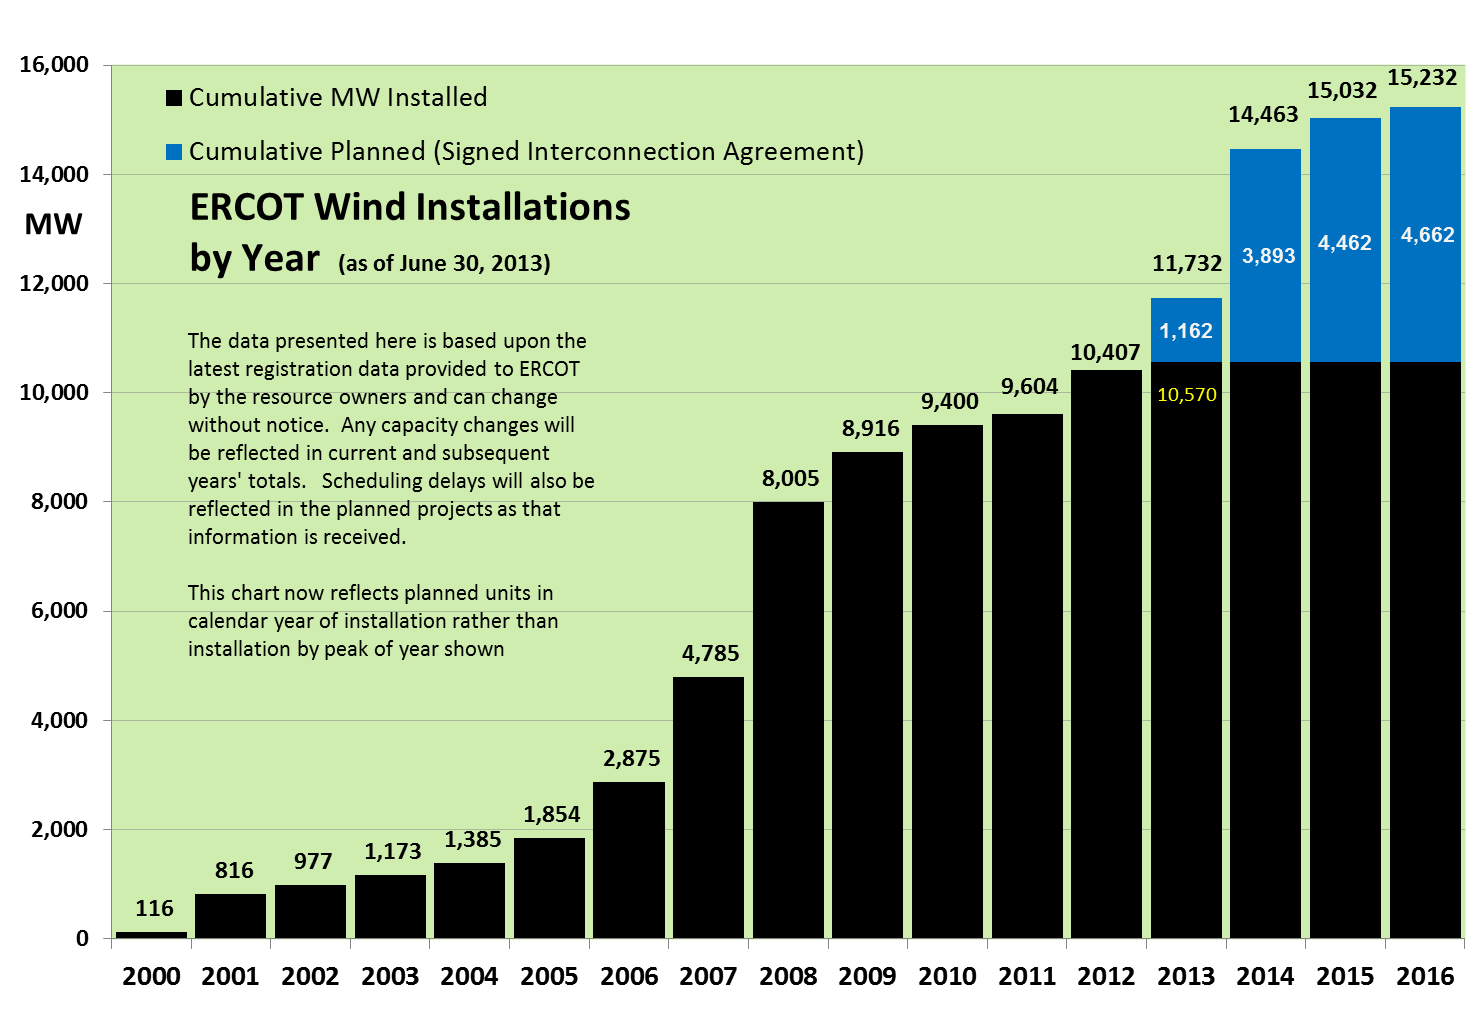 16,000
14,000
MW
12,000
10,000
8,000
6,000
4,000
2,000
0
Cumulative MW Installed
Cumulative Planned (Signed Interconnection Agreement)
ERCOT Wind Installations
by Year (as of June 30, 2013)
The data presented here is based upon the
latest registration data provided to ERCOT
by the resource owners and can change
without notice. Any capacity changes will
be reflected in current and subsequent
years' totals. Scheduling delays will also be
reflected in the planned projects as that
information is received.
This chart now reflects planned units in
calendar year of installation rather than
installation by peak of year shown
116
816
977
1,173
1,385
1,854
2,875
4,785
8,005
8,916
9,400
9,604
10,407
11,732
1,162
10,570
14,463
3,893
15,032
4,462
15,232
4,662
2000 2001 2002 2003 2004 2005 2006 2007 2008 2009 2010 2011 2012 2013 2014 2015 2016